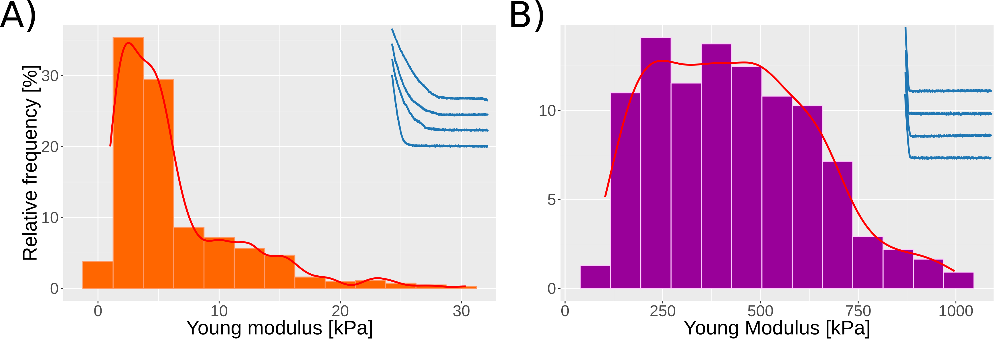 A)
B)
Relative frequency [%]
30
20
10
0
0 10 20 30
Young modulus [kPa]
10
5
0
0 250 500 750 1000
Young Modulus [kPa]